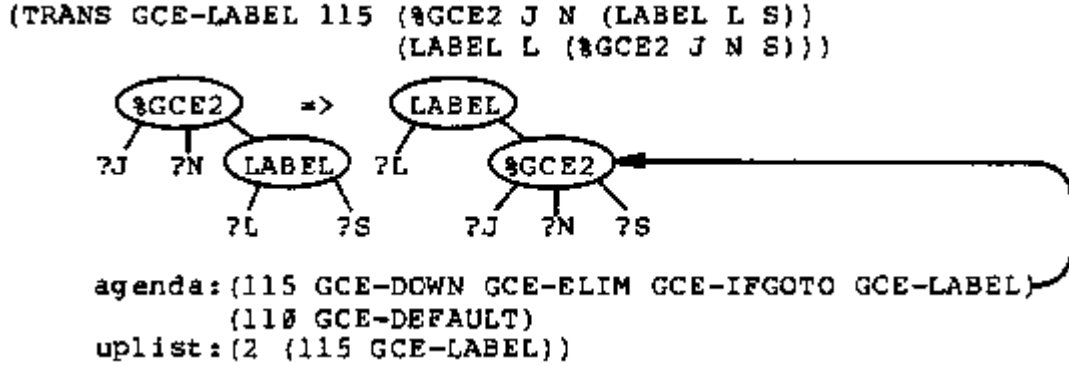 (TRANS GCE-LABEL 115 (%GCE2 J N (LABEL L S))
(LABEL L (%GCE2 J N S)))
%GCE2 => LABEL
?J ?N LABEL ?L %GCE2
?L ?S ?J ?N ?S
agenda:(115 GCE-DOWN GCE-ELIM GCE-IFGOTO GCE-LABEL)
(110 GCE-DEFAULT)
uplist:(2 (115 GCE-LABEL))